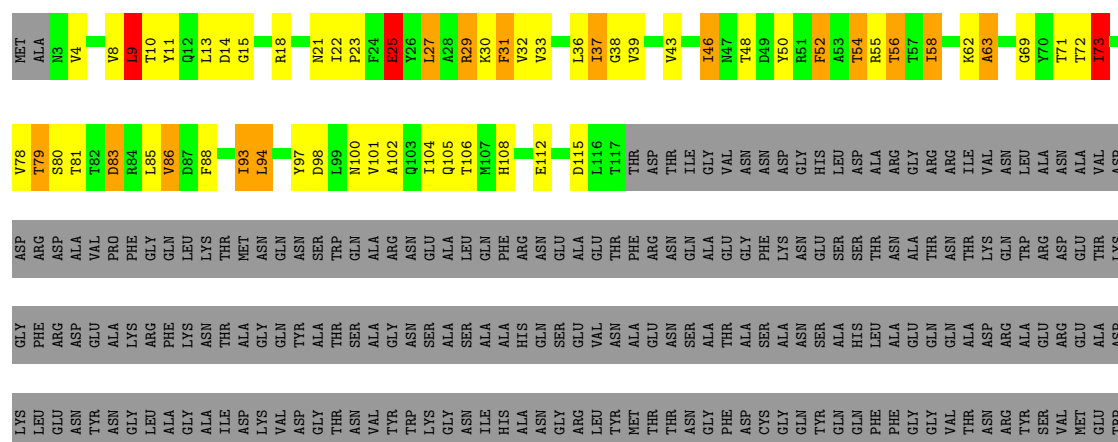 MET ALA N3 V4 V8 L9 T10 Y11 Q12 L13 D14 G15 R18 N21 I22 P23 F24 E25 Y26 L27 A28 R29 K30 F31 V32 V33 L36 I37 G38 V39 V43 I46 N47 T48 D49 Y50 R51 F52 A53 T54 R55 T56 T57 I58 K62 A63 G69 Y70 T71 T72 I73
V78 T79 S80 T81 T82 D83 R84 L85 V86 D87 F88 I93 L94 Y97 D98 L99 N100 V101 A102 Q103 I104 Q105 T106 M107 H108 E112 D115 L116 T117 THR ASP THR ILE GLY VAL ASN ASN ASP GLY HIS LEU ASP ALA ARG GLY ARG ARG ILE VAL ASN LEU ALA ASN ALA VAL ASP
ASP ARG ASP ALA VAL PRO PHE GLY GLN LEU LYS THR MET ASN GLN ASN SER TRP GLN ALA ARG ASN GLU ALA LEU GLN PHE ARG ASN GLU ALA GLU THR PHE ARG ASN GLN ALA GLU GLY PHE LYS ASN GLU SER SER THR ASN ALA THR ASN THR LYS GLN TRP ARG ASP GLU THR LYS
GLY PHE ARG ASP GLU ALA LYS ARG PHE LYS ASN THR ALA GLY GLN TYR ALA THR SER ALA GLY ASN SER ALA SER ALA ALA HIS GLN SER GLU VAL ASN ALA GLU ASN SER ALA THR ALA SER ALA ASN SER ALA HIS LEU ALA GLU GLN GLN ALA ASP ARG ALA GLU ARG GLU ALA ASP
LYS LEU GLU ASN TYR ASN GLY LEU ALA GLY ALA ILE ASP LYS VAL ASP GLY THR ASN VAL TYR TRP LYS GLY ASN ILE HIS ALA ASN GLY ARG LEU TYR MET THR THR ASN GLY PHE ASP CYS GLY GLN TYR GLN GLN PHE PHE GLY GLY VAL THR ASN ARG TYR SER VAL MET GLU TRP